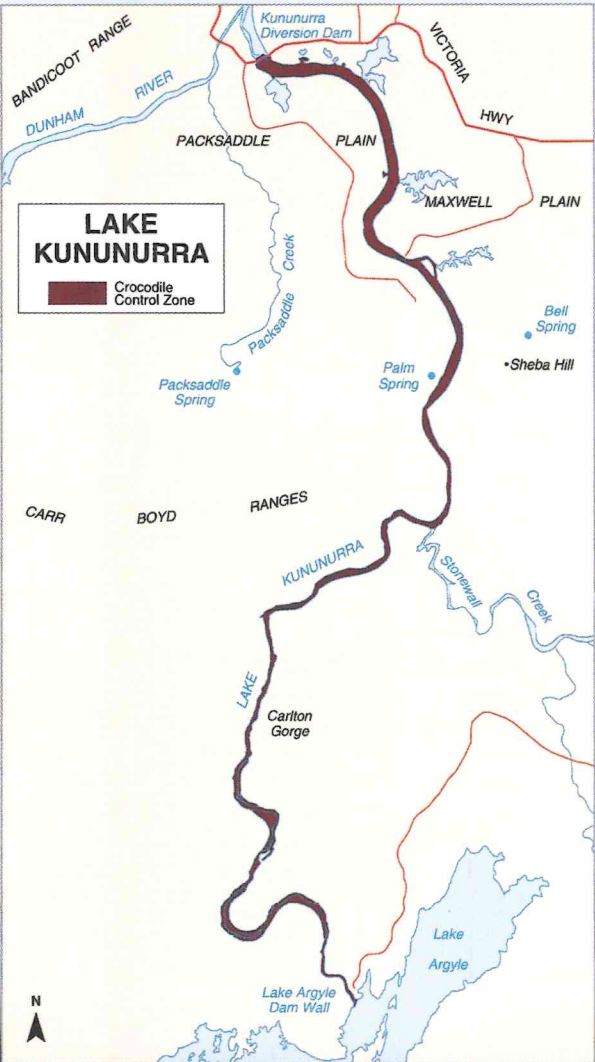 Kununurra
Diversion Dam
BANDICOOT RANGE
VICTORIA
HWY
DUNHAM RIVER
PACKSADDLE PLAIN
MAXWELL PLAIN
LAKE
KUNUNURRA
Crocodile
Control Zone
Packsaddle Creek
Bell
Spring
Sheba Hill
Palm
Spring
Packsaddle
Spring
CARR BOYD RANGES
LAKE KUNUNURRA
Stonewall Creek
Carlton
Gorge
Lake
Argyle
Lake Argyle
Dam Wall
N